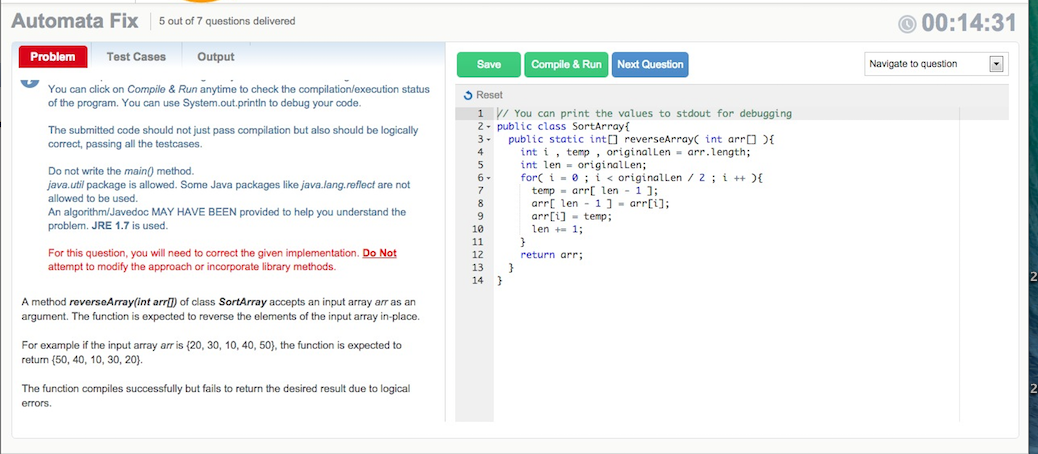 Automata Fix
5 out of 7 questions delivered
00:14:31
Problem
Test Cases
Output
You can click on Compile & Run anytime to check the compilation/execution status
of the program. You can use System.out.println to debug your code.
The submitted code should not just pass compilation but also should be logically
correct, passing all the testcases.
Do not write the main() method.
java.util package is allowed. Some Java packages like java.lang.reflect are not
allowed to be used.
An algorithm/Javedoc MAY HAVE BEEN provided to help you understand the
problem. JRE 1.7 is used.
For this question, you will need to correct the given implementation. Do Not
attempt to modify the approach or incorporate library methods.
A method reverseArray(int arr[]) of class SortArray accepts an input array arr as an
argument. The function is expected to reverse the elements of the input array in-place.
For example if the input array arr is {20, 30, 10, 40, 50}, the function is expected to
return {50, 40, 10, 30, 20}.
The function compiles successfully but fails to return the desired result due to logical
errors.
Save
Compile & Run
Next Question
Navigate to question
Reset
1 // You can print the values to stdout for debugging
2 public class SortArray{
3 public static int[] reverseArray( int arr[] ){
4 int i , temp , originalLen = arr.length;
5 int len = originalLen;
6 for( i = 0 ; i < originalLen / 2 ; i ++ ){
7 temp = arr[ len - 1 ];
8 arr[ len - 1 ] = arr[i];
9 arr[i] = temp;
10 len += 1;
11 }
12 return arr;
13 }
14 }
2
2